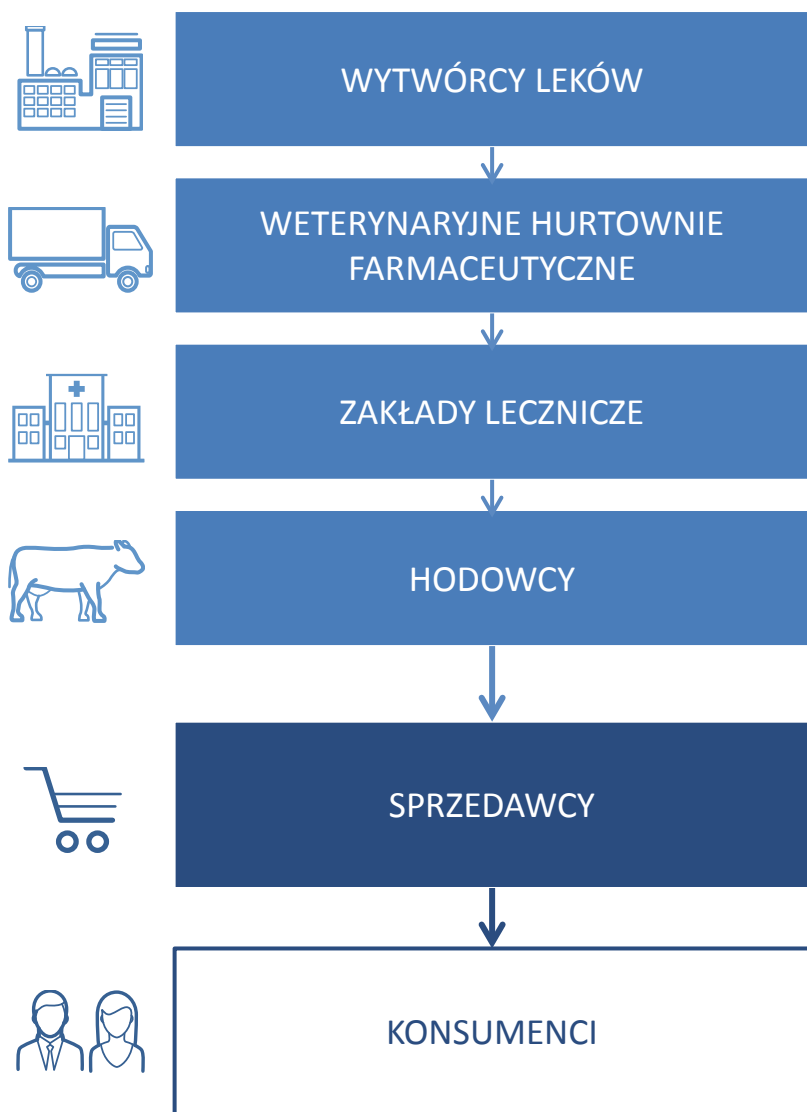 WYTWÓRCY LEKÓW
WETERYNARYJNE HURTOWNIE
FARMACEUTYCZNE
ZAKŁADY LECZNICZE
HODOWCY
SPRZEDAWCY
KONSUMENCI